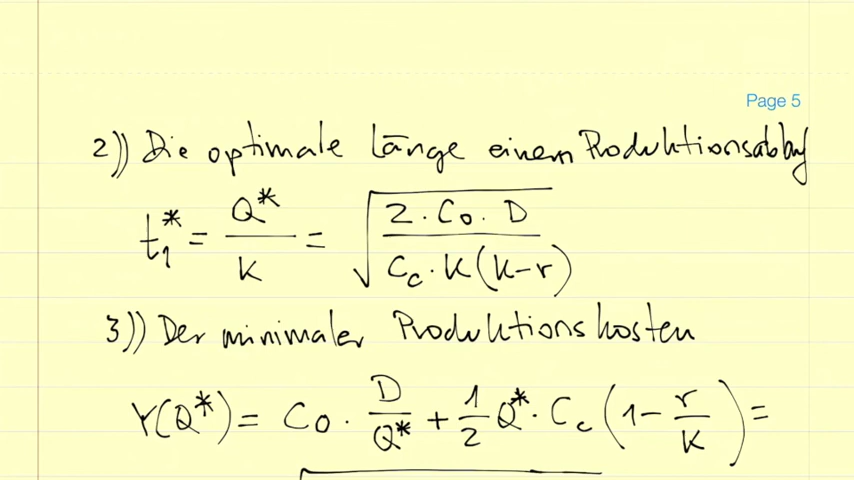 Page 5
2)) Die optimale Länge einem Produktionsablauf
t₁* = Q* / K = √(2 · C₀ · D / (C_c · K(K-r)))
3)) Der minimaler Produktionskosten
Y(Q*) = C₀ · D / Q* + 1/2 Q* · C_c (1 - r/K) =